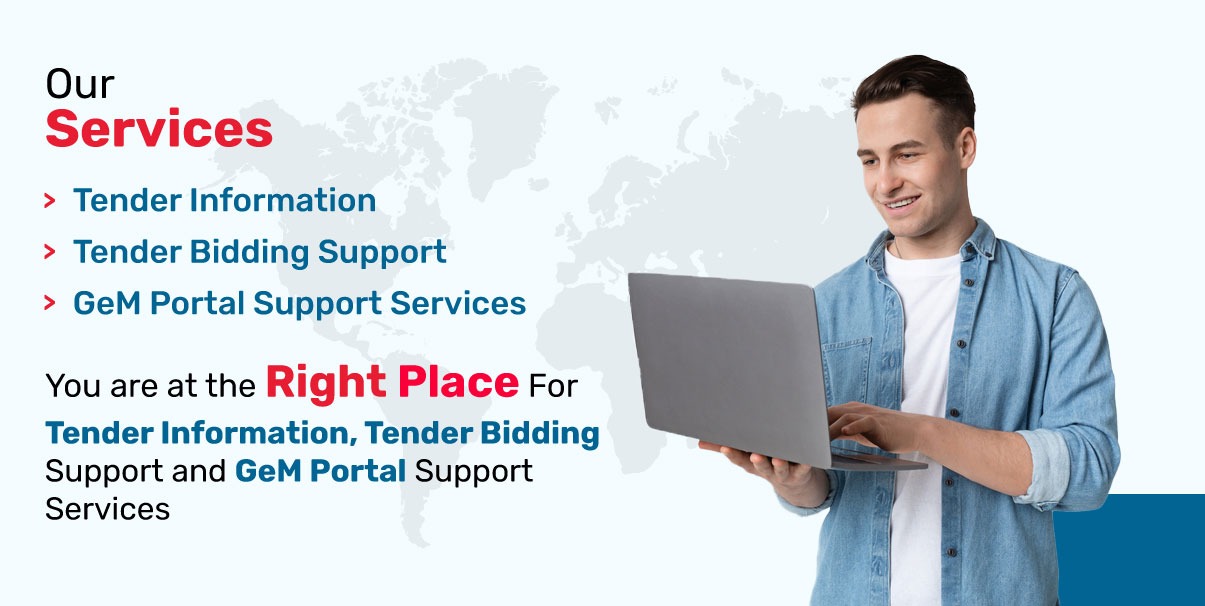 Our
Services
> Tender Information
> Tender Bidding Support
> GeM Portal Support Services
You are at the Right Place For
Tender Information, Tender Bidding
Support and GeM Portal Support
Services